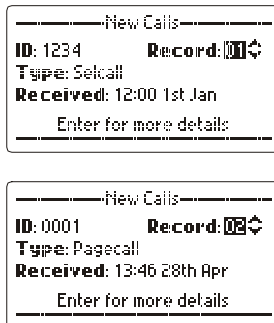 New Calls
ID: 1234 Record: 01
Type: Selcall
Received: 12:00 1st Jan
Enter for more details
New Calls
ID: 0001 Record: 02
Type: Pagecall
Received: 13:46 28th Apr
Enter for more details